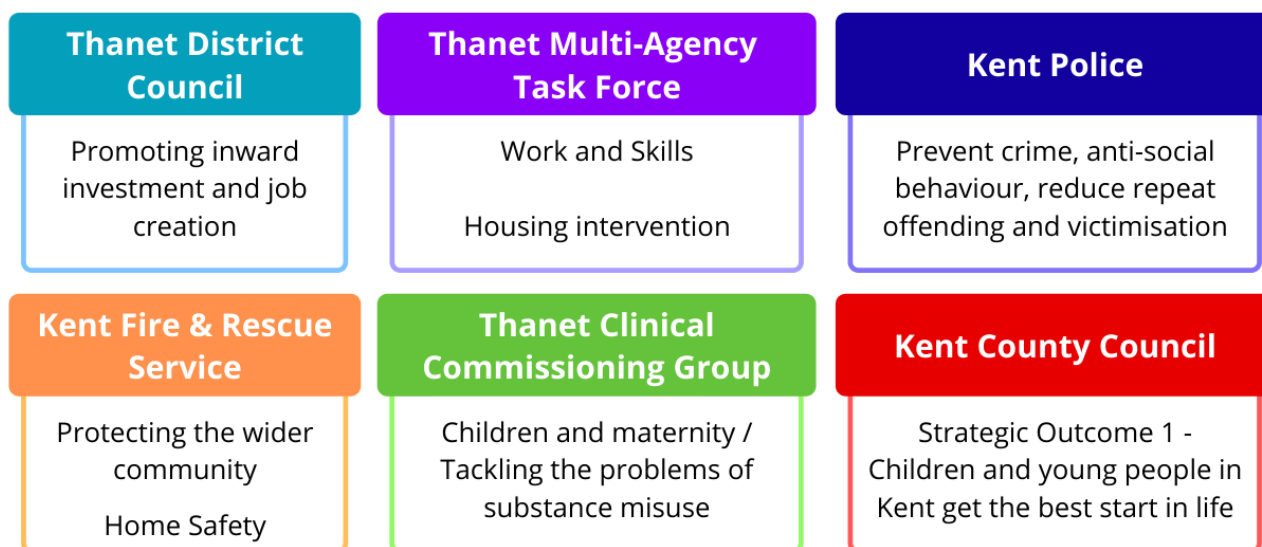 Thanet District
Council
Promoting inward
investment and job
creation
Thanet Multi-Agency
Task Force
Work and Skills
Housing intervention
Kent Police
Prevent crime, anti-social
behaviour, reduce repeat
offending and victimisation
Kent Fire & Rescue
Service
Protecting the wider
community
Home Safety
Thanet Clinical
Commissioning Group
Children and maternity /
Tackling the problems of
substance misuse
Kent County Council
Strategic Outcome 1 -
Children and young people in
Kent get the best start in life